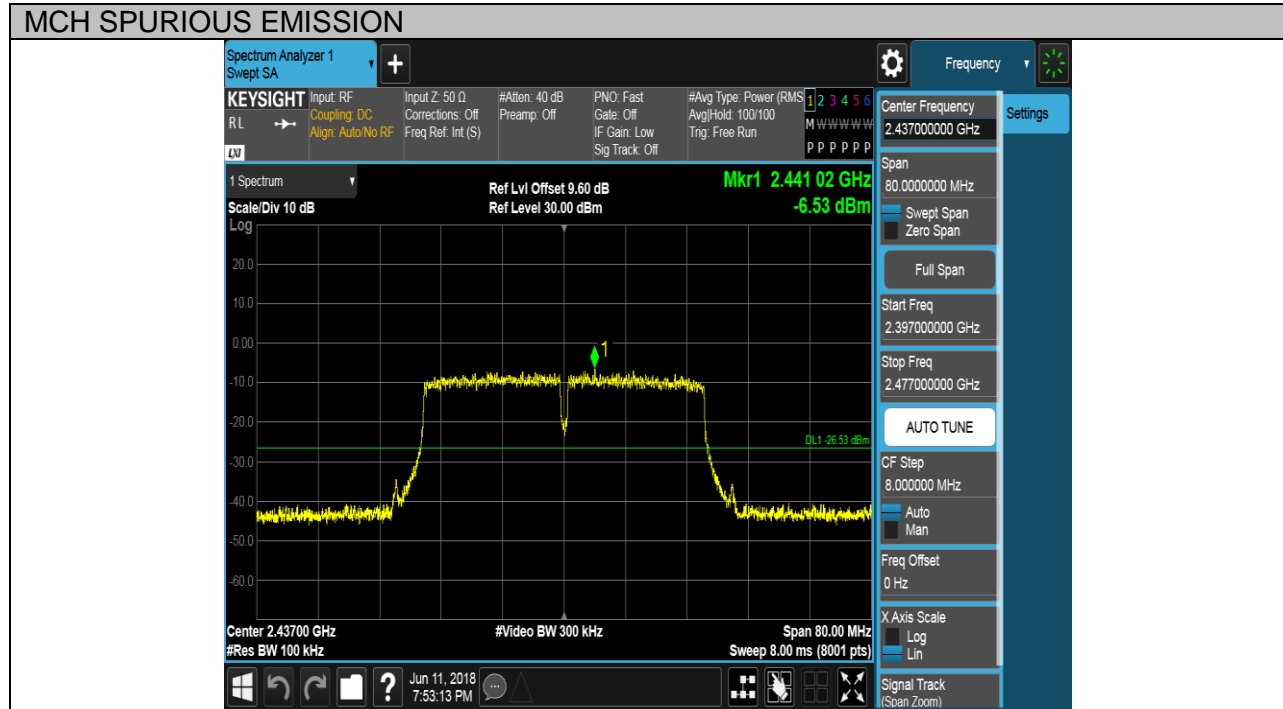 MCH SPURIOUS EMISSION
Spectrum Analyzer 1
Swept SA
+
Frequency
KEYSIGHT
RL
LXI
Input: RF
Coupling: DC
Align: Auto/No RF
Input Z: 50 Ω
Corrections: Off
Freq Ref: Int (S)
#Atten: 40 dB
Preamp: Off
PNO: Fast
Gate: Off
IF Gain: Low
Sig Track: Off
#Avg Type: Power (RMS
Avg|Hold: 100/100
Trig: Free Run
1 2 3 4 5 6
M W W W W W
P P P P P P
1 Spectrum
Scale/Div 10 dB
Ref Lvl Offset 9.60 dB
Ref Level 30.00 dBm
Mkr1 2.441 02 GHz
-6.53 dBm
Log
20.0
10.0
0.00
-10.0
-20.0
-30.0
-40.0
-50.0
-60.0
1
DL1 -26.53 dBm
Center 2.43700 GHz
#Res BW 100 kHz
#Video BW 300 kHz
Span 80.00 MHz
Sweep 8.00 ms (8001 pts)
?
Jun 11, 2018
7:53:13 PM
Center Frequency
2.437000000 GHz
Span
80.0000000 MHz
Swept Span
Zero Span
Full Span
Start Freq
2.397000000 GHz
Stop Freq
2.477000000 GHz
AUTO TUNE
CF Step
8.000000 MHz
Auto
Man
Freq Offset
0 Hz
X Axis Scale
Log
Lin
Signal Track
(Span Zoom)
Settings